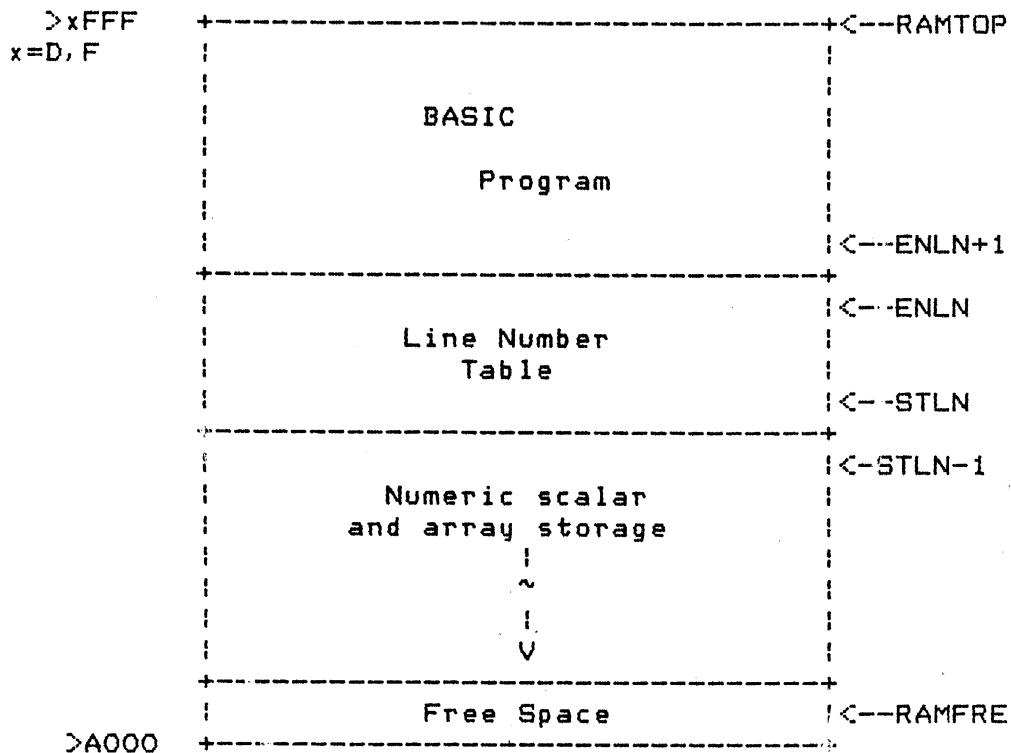 >xFFF +----------------------------------------+<--RAMTOP
x=D,F
BASIC
Program
<---ENLN+1
<---ENLN
Line Number
Table
<---STLN
<-STLN-1
Numeric scalar
and array storage
Free Space <--RAMFRE
>A000